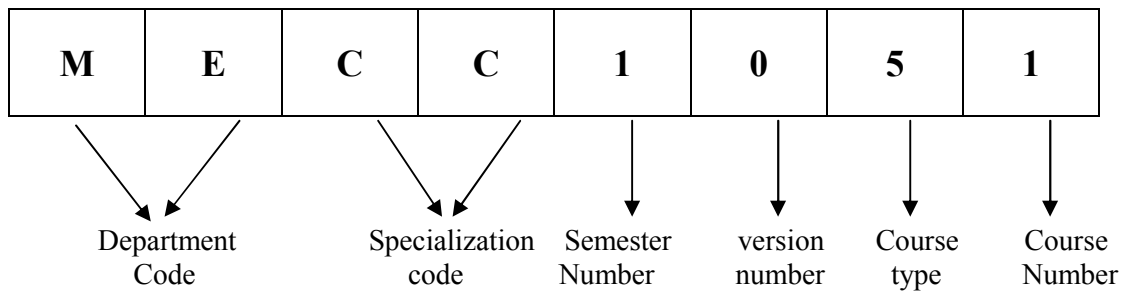 M E C C 1 0 5 1
Department Specialization Semester version Course Course
Code code Number number type Number